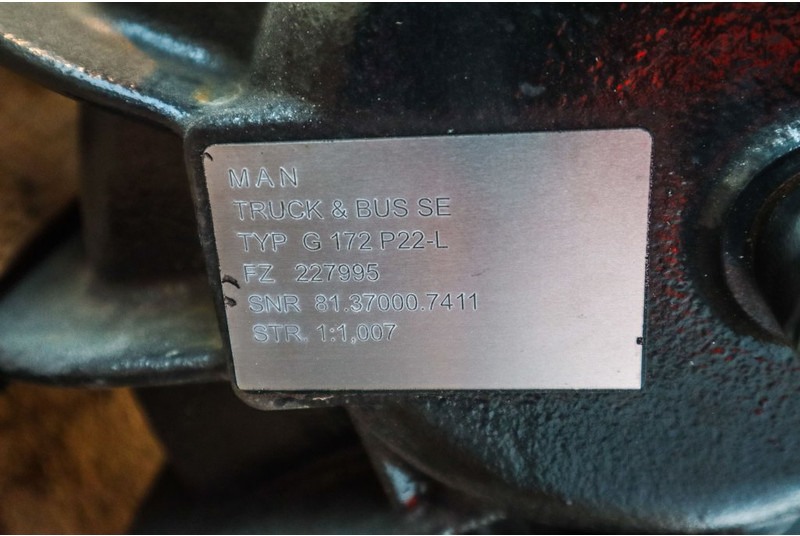 MAN
TRUCK & BUS SE
TYP G 172 P22-L
FZ 227995
SNR 81.37000.7411
STR. 1:1,007